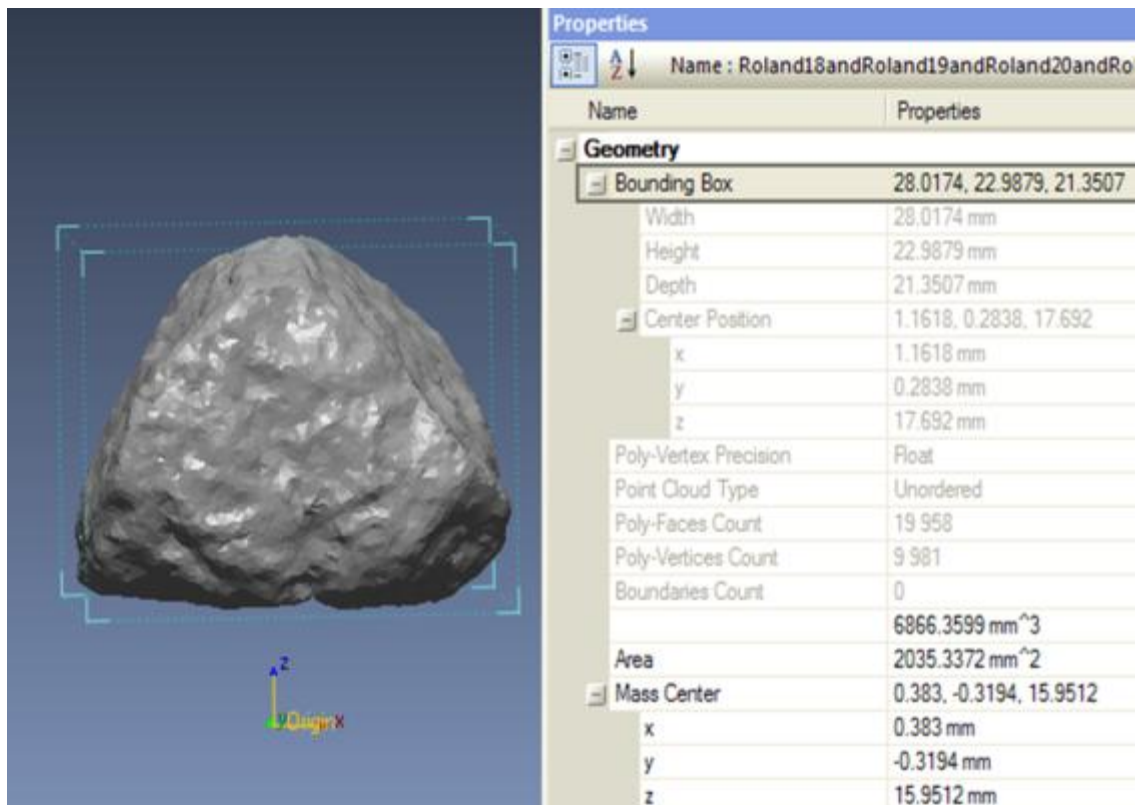 Properties
A Z Name : Roland18andRoland19andRoland20andRol
Name Properties
Geometry
Bounding Box 28.0174, 22.9879, 21.3507
Width 28.0174 mm
Height 22.9879 mm
Depth 21.3507 mm
Center Position 1.1618, 0.2838, 17.692
x 1.1618 mm
y 0.2838 mm
z 17.692 mm
Poly-Vertex Precision Float
Point Cloud Type Unordered
Poly-Faces Count 19 958
Poly-Vertices Count 9 981
Boundaries Count 0
6866.3599 mm^3
Area 2035.3372 mm^2
Mass Center 0.383, -0.3194, 15.9512
x 0.383 mm
y -0.3194 mm
z 15.9512 mm
Z
Origin X